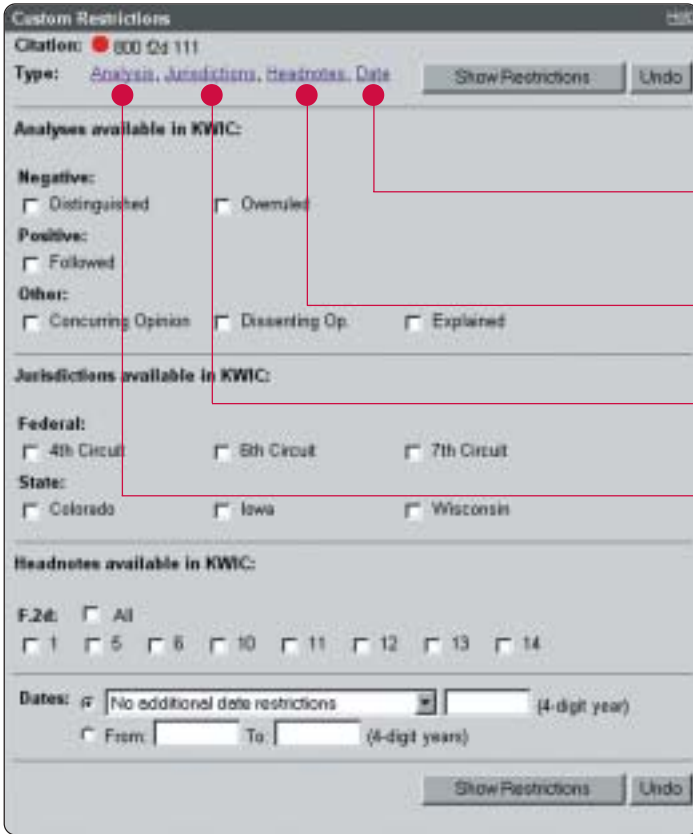 Custom Restrictions Help
Citation: 800 f2d 111
Type: Analysis, Jurisdictions, Headnotes, Date Show Restrictions Undo
Analyses available in KWIC:
Negative:
Distinguished Overruled
Positive:
Followed
Other:
Concurring Opinion Dissenting Op. Explained
Jurisdictions available in KWIC:
Federal:
4th Circuit 6th Circuit 7th Circuit
State:
Colorado Iowa Wisconsin
Headnotes available in KWIC:
F.2d: All
1 5 6 10 11 12 13 14
Dates: No additional date restrictions (4-digit year)
From: To: (4-digit years)
Show Restrictions Undo